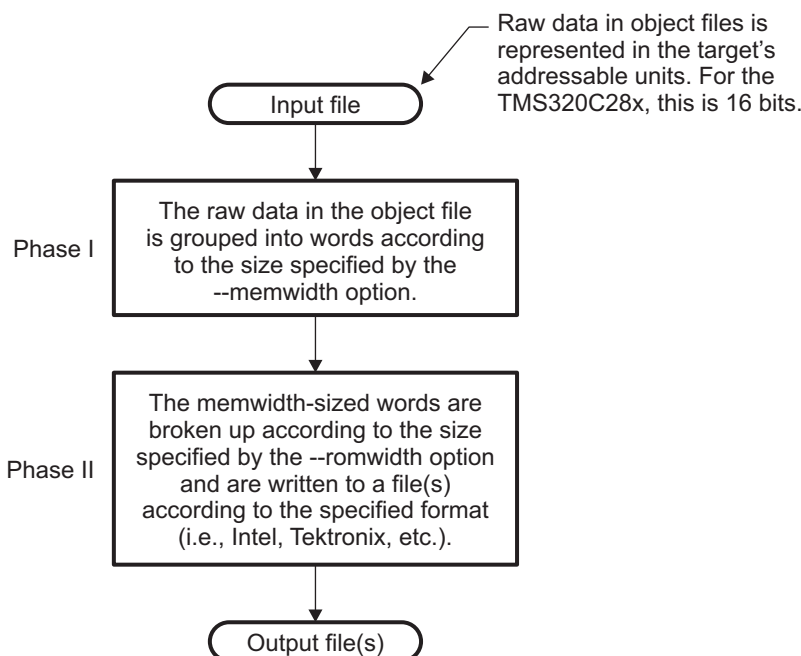 Raw data in object files is
represented in the target's
addressable units. For the
TMS320C28x, this is 16 bits.
Input file
Phase I
The raw data in the object file
is grouped into words according
to the size specified by the
--memwidth option.
Phase II
The memwidth-sized words are
broken up according to the size
specified by the --romwidth option
and are written to a file(s)
according to the specified format
(i.e., Intel, Tektronix, etc.).
Output file(s)